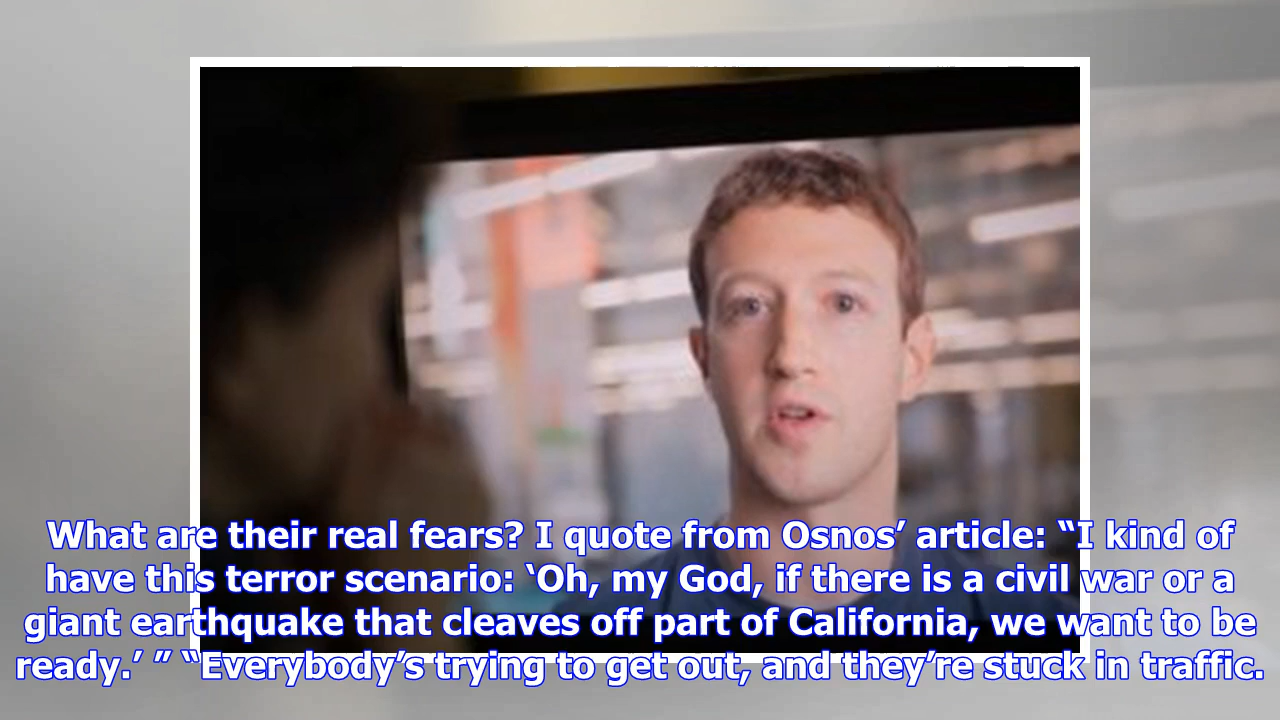 What are their real fears? I quote from Osnos’ article: “I kind of
have this terror scenario: ‘Oh, my God, if there is a civil war or a
giant earthquake that cleaves off part of California, we want to be
ready.’ ” “Everybody’s trying to get out, and they’re stuck in traffic.